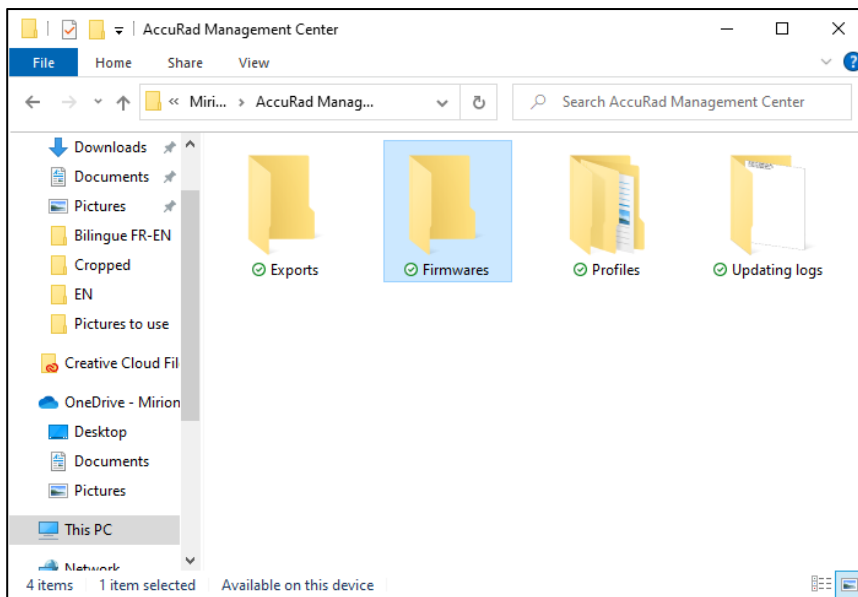 AccuRad Management Center
File Home Share View
« Miri... › AccuRad Manag... Search AccuRad Management Center
Downloads
Documents
Pictures
Bilingue FR-EN
Cropped
EN
Pictures to use
Creative Cloud Fil
OneDrive - Mirion
Desktop
Documents
Pictures
This PC
Network
Exports Firmwares Profiles Updating logs
4 items 1 item selected Available on this device